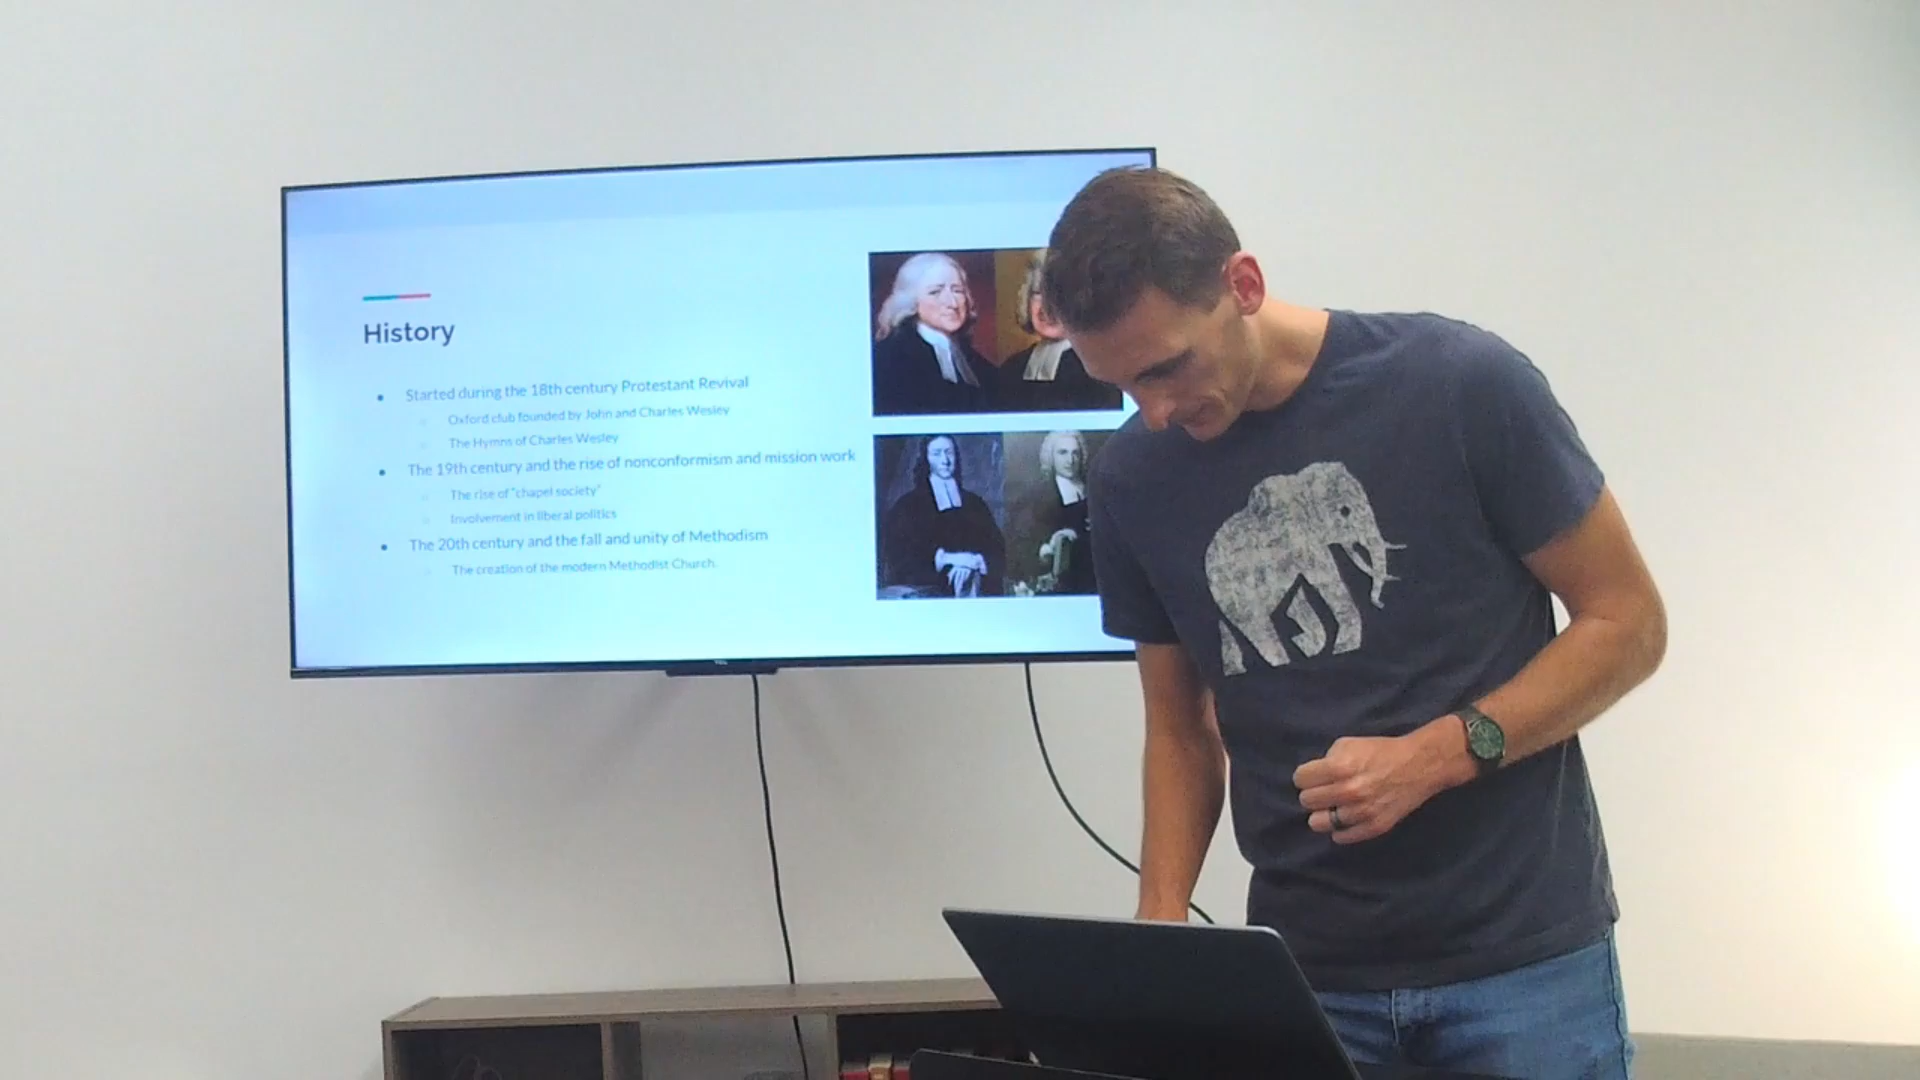 History
Started during the 18th century Protestant Revival
Oxford club founded by John and Charles Wesley
The Hymns of Charles Wesley
The 19th century and the rise of nonconformism and mission work
The rise of "chapel society"
Involvement in liberal politics
The 20th century and the fall and unity of Methodism
The creation of the modern Methodist Church
TCL